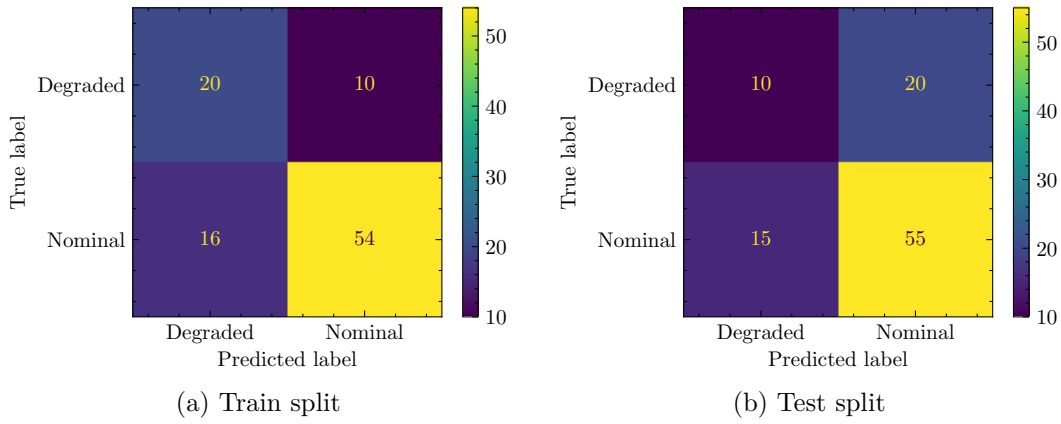 Degraded
Nominal
True label
20 10
16 54
Degraded Nominal
Predicted label
50
40
30
20
10
(a) Train split
Degraded
Nominal
True label
10 20
15 55
Degraded Nominal
Predicted label
50
40
30
20
10
(b) Test split